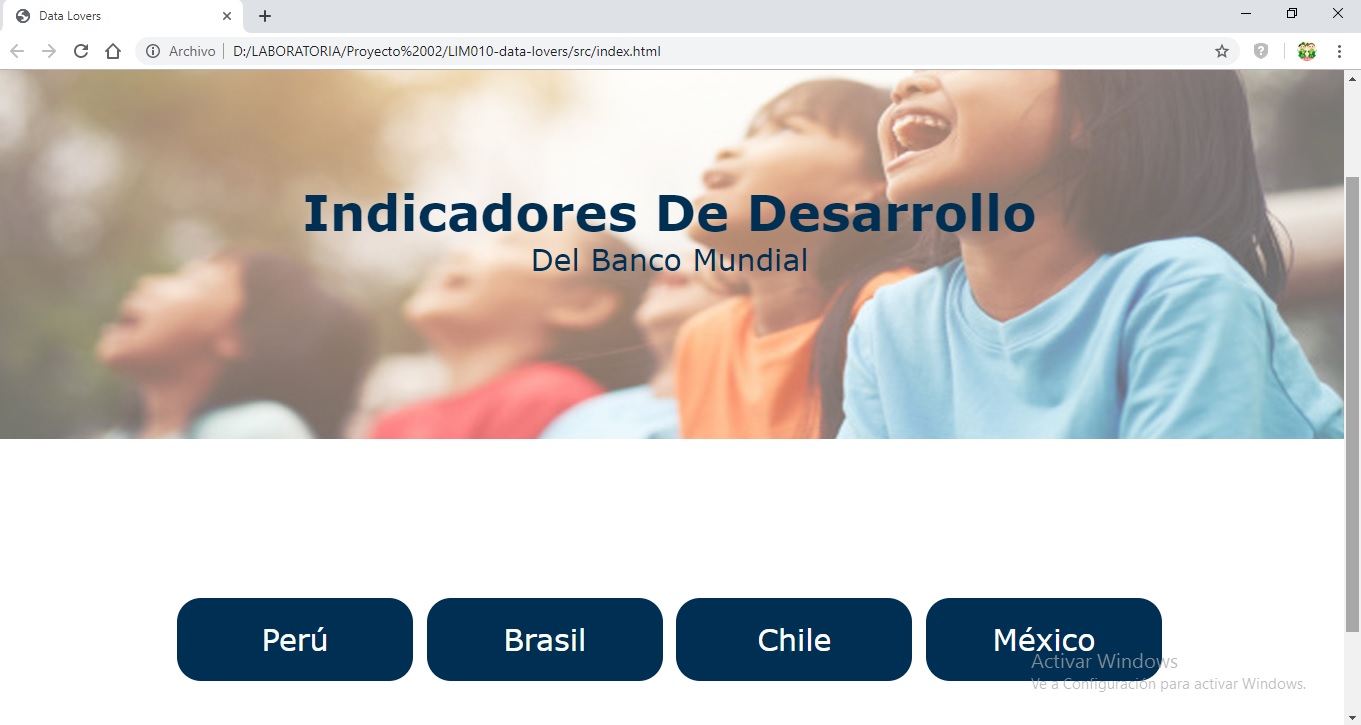 Data Lovers
Archivo D:/LABORATORIA/Proyecto%2002/LIM010-data-lovers/src/index.html
Indicadores De Desarrollo
Del Banco Mundial
Perú Brasil Chile México
Activar Windows
Ve a Configuración para activar Windows.